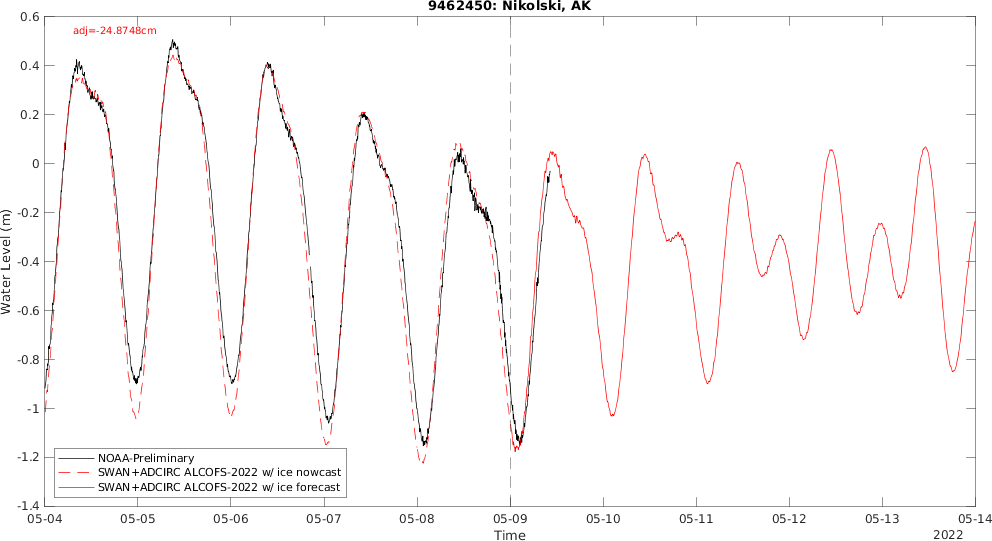 9462450: Nikolski, AK
adj=-24.8748cm
0.6
0.4
0.2
0
-0.2
-0.4
-0.6
-0.8
-1
-1.2
-1.4
Water Level (m)
NOAA-Preliminary
SWAN+ADCIRC ALCOFS-2022 w/ ice nowcast
SWAN+ADCIRC ALCOFS-2022 w/ ice forecast
05-04 05-05 05-06 05-07 05-08 05-09 05-10 05-11 05-12 05-13 05-14
Time
2022